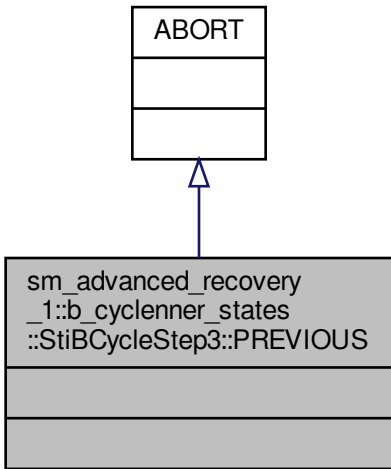 ABORT
sm_advanced_recovery
_1::b_cyclenner_states
::StiBCycleStep3::PREVIOUS